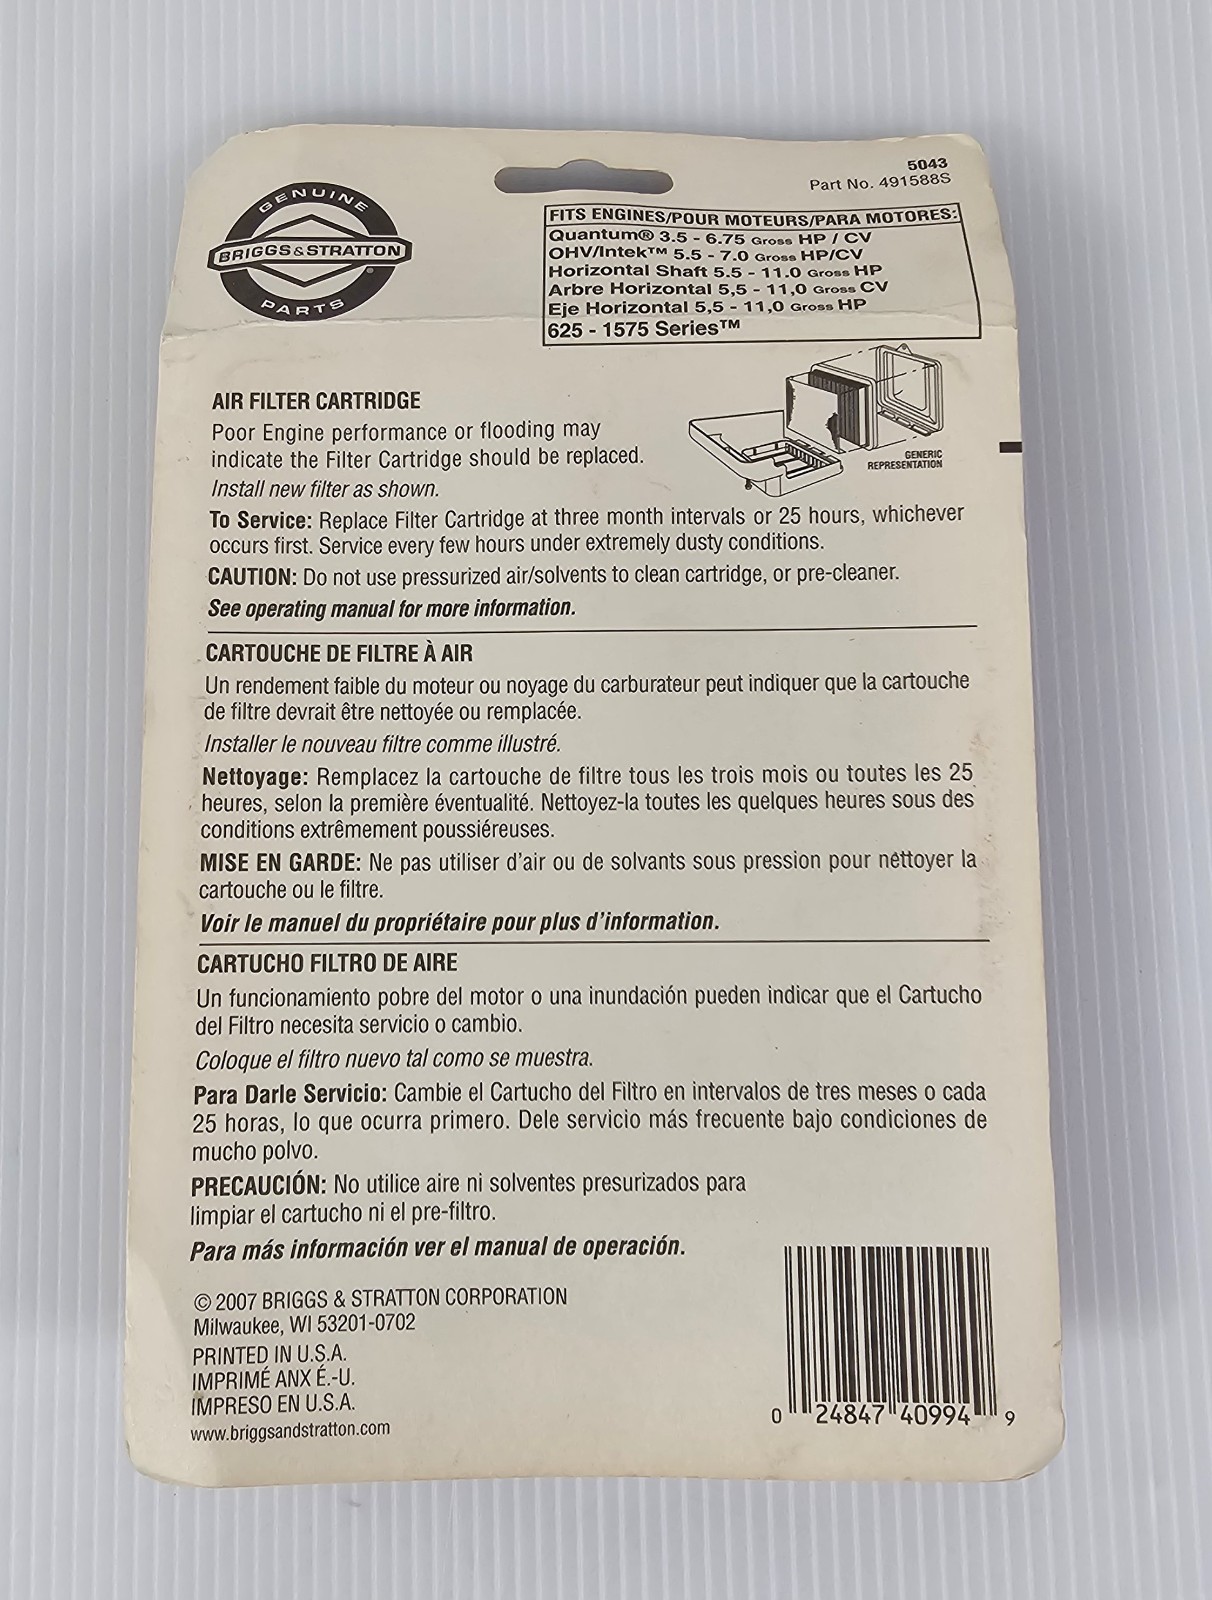 GENUINE
BRIGGS & STRATTON
PARTS
5043
Part No. 491588S
FITS ENGINES/POUR MOTEURS/PARA MOTORES:
Quantum® 3.5 - 6.75 Gross HP / CV
OHV/Intek™ 5.5 - 7.0 Gross HP/CV
Horizontal Shaft 5.5 - 11.0 Gross HP
Arbre Horizontal 5,5 - 11,0 Gross CV
Eje Horizontal 5,5 - 11,0 Gross HP
625 - 1575 Series™
GENERIC
REPRESENTATION
AIR FILTER CARTRIDGE
Poor Engine performance or flooding may
indicate the Filter Cartridge should be replaced.
Install new filter as shown.
To Service: Replace Filter Cartridge at three month intervals or 25 hours, whichever
occurs first. Service every few hours under extremely dusty conditions.
CAUTION: Do not use pressurized air/solvents to clean cartridge, or pre-cleaner.
See operating manual for more information.
CARTOUCHE DE FILTRE À AIR
Un rendement faible du moteur ou noyage du carburateur peut indiquer que la cartouche
de filtre devrait être nettoyée ou remplacée.
Installer le nouveau filtre comme illustré.
Nettoyage: Remplacez la cartouche de filtre tous les trois mois ou toutes les 25
heures, selon la première éventualité. Nettoyez-la toutes les quelques heures sous des
conditions extrêmement poussiéreuses.
MISE EN GARDE: Ne pas utiliser d'air ou de solvants sous pression pour nettoyer la
cartouche ou le filtre.
Voir le manuel du propriétaire pour plus d'information.
CARTUCHO FILTRO DE AIRE
Un funcionamiento pobre del motor o una inundación pueden indicar que el Cartucho
del Filtro necesita servicio o cambio.
Coloque el filtro nuevo tal como se muestra.
Para Darle Servicio: Cambie el Cartucho del Filtro en intervalos de tres meses o cada
25 horas, lo que ocurra primero. Dele servicio más frecuente bajo condiciones de
mucho polvo.
PRECAUCIÓN: No utilice aire ni solventes presurizados para
limpiar el cartucho ni el pre-filtro.
Para más información ver el manual de operación.
© 2007 BRIGGS & STRATTON CORPORATION
Milwaukee, WI 53201-0702
PRINTED IN U.S.A.
IMPRIMÉ ANX É.-U.
IMPRESO EN U.S.A.
www.briggsandstratton.com
0 24847 40994 9